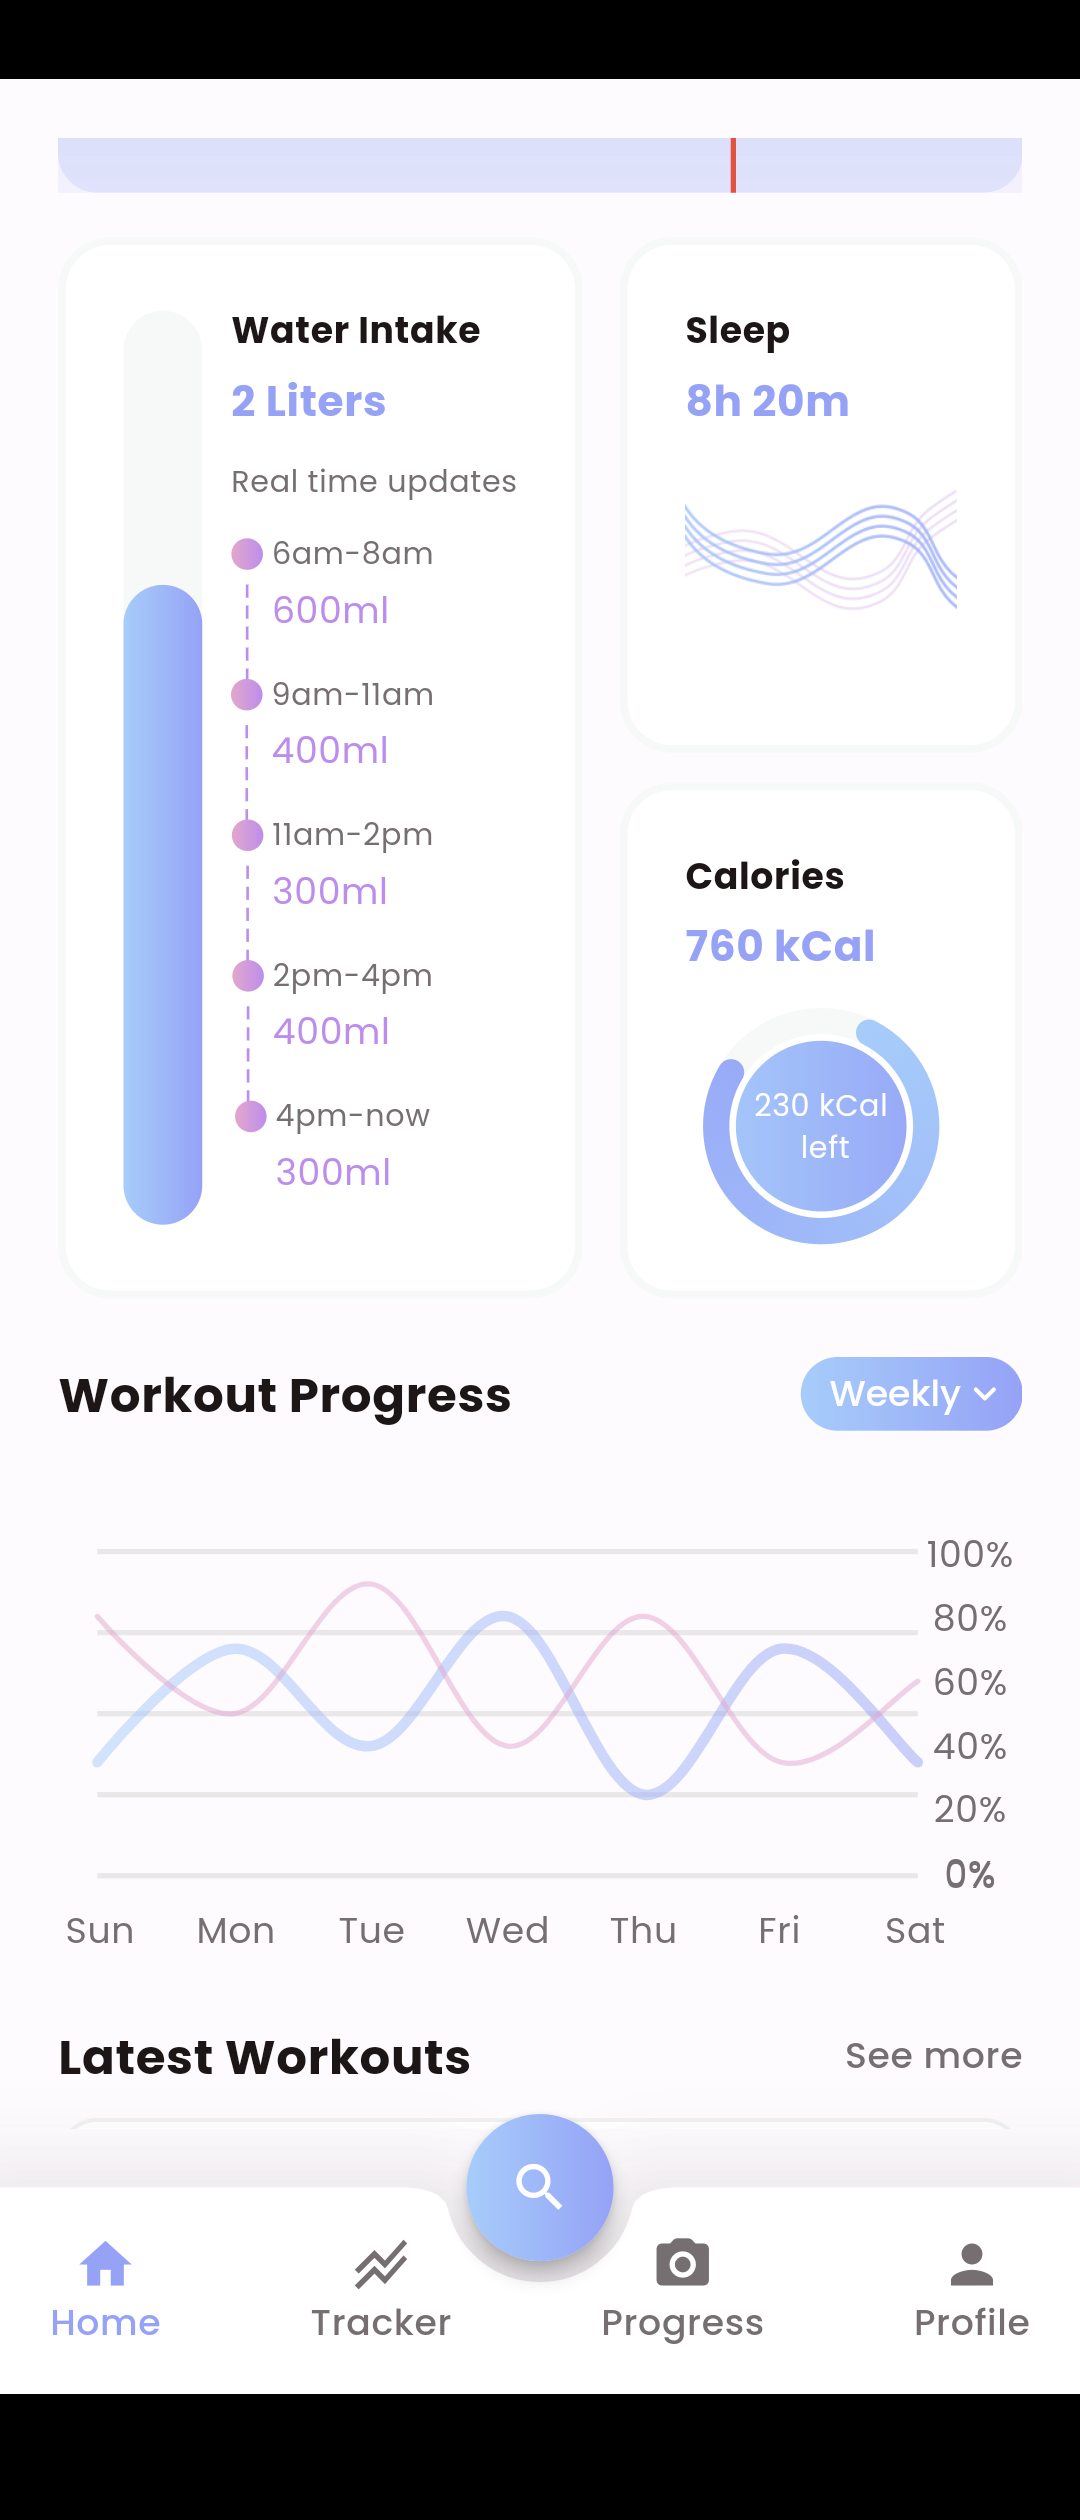 Water Intake
2 Liters
Real time updates
6am-8am
600ml
9am-11am
400ml
11am-2pm
300ml
2pm-4pm
400ml
4pm-now
300ml
Sleep
8h 20m
Calories
760 kCal
230 kCal
left
Workout Progress
Weekly
100%
80%
60%
40%
20%
0%
Sun Mon Tue Wed Thu Fri Sat
Latest Workouts
See more
Home Tracker Progress Profile